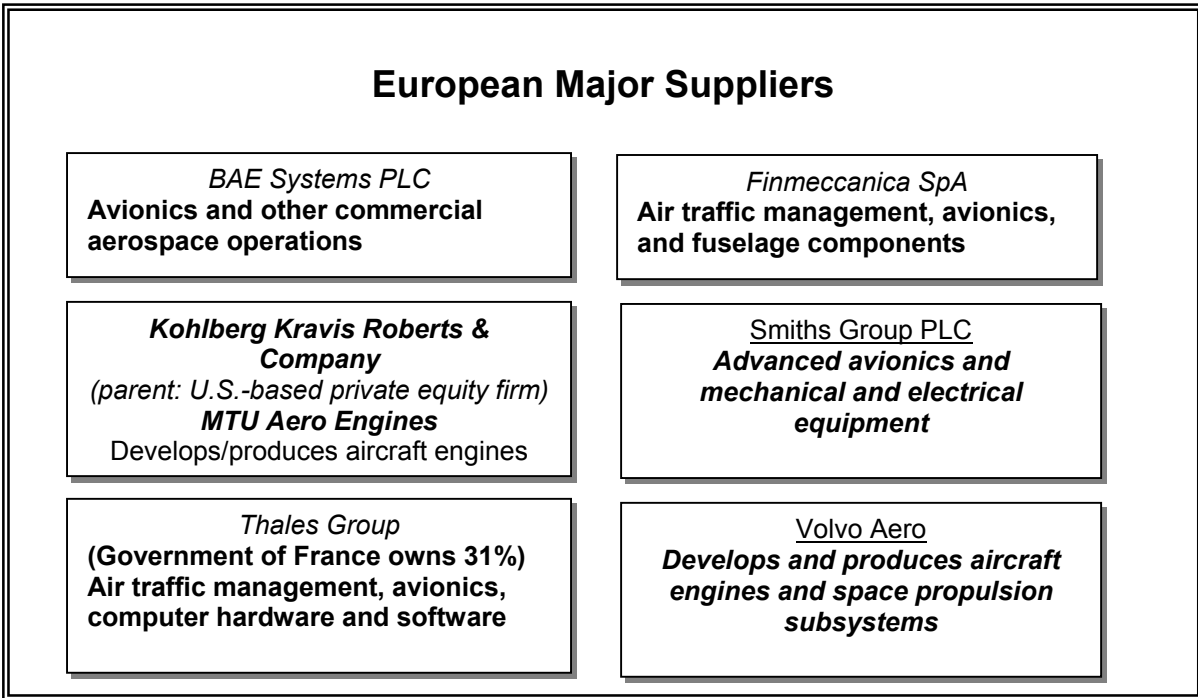 European Major Suppliers
BAE Systems PLC
Avionics and other commercial
aerospace operations
Finmeccanica SpA
Air traffic management, avionics,
and fuselage components
Kohlberg Kravis Roberts &
Company
(parent: U.S.-based private equity firm)
MTU Aero Engines
Develops/produces aircraft engines
Smiths Group PLC
Advanced avionics and
mechanical and electrical
equipment
Thales Group
(Government of France owns 31%)
Air traffic management, avionics,
computer hardware and software
Volvo Aero
Develops and produces aircraft
engines and space propulsion
subsystems